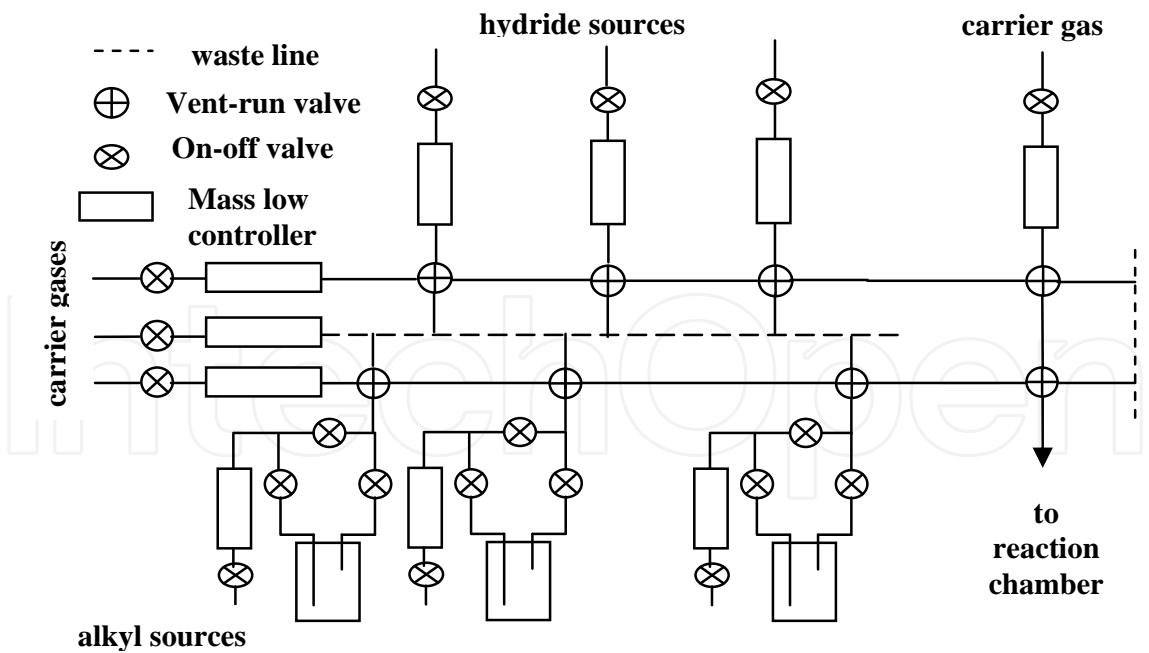 hydride sources
carrier gas
waste line
Vent-run valve
On-off valve
Mass low
controller
carrier gases
IntechOpen
to
reaction
chamber
alkyl sources